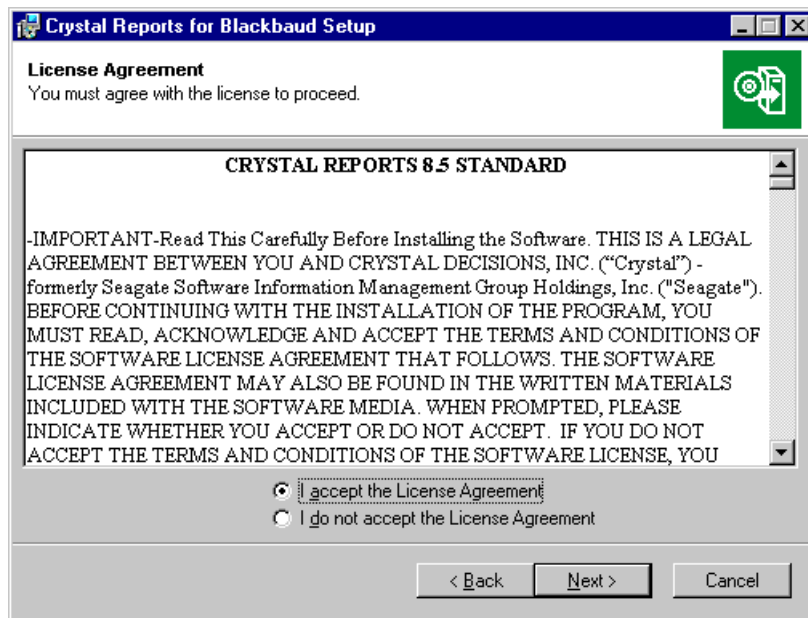 Crystal Reports for Blackbaud Setup
License Agreement
You must agree with the license to proceed.
CRYSTAL REPORTS 8.5 STANDARD
-IMPORTANT-Read This Carefully Before Installing the Software. THIS IS A LEGAL
AGREEMENT BETWEEN YOU AND CRYSTAL DECISIONS, INC. (“Crystal”) -
formerly Seagate Software Information Management Group Holdings, Inc. ("Seagate").
BEFORE CONTINUING WITH THE INSTALLATION OF THE PROGRAM, YOU
MUST READ, ACKNOWLEDGE AND ACCEPT THE TERMS AND CONDITIONS OF
THE SOFTWARE LICENSE AGREEMENT THAT FOLLOWS. THE SOFTWARE
LICENSE AGREEMENT MAY ALSO BE FOUND IN THE WRITTEN MATERIALS
INCLUDED WITH THE SOFTWARE MEDIA. WHEN PROMPTED, PLEASE
INDICATE WHETHER YOU ACCEPT OR DO NOT ACCEPT. IF YOU DO NOT
ACCEPT THE TERMS AND CONDITIONS OF THE SOFTWARE LICENSE, YOU
I accept the License Agreement
I do not accept the License Agreement
< Back Next > Cancel